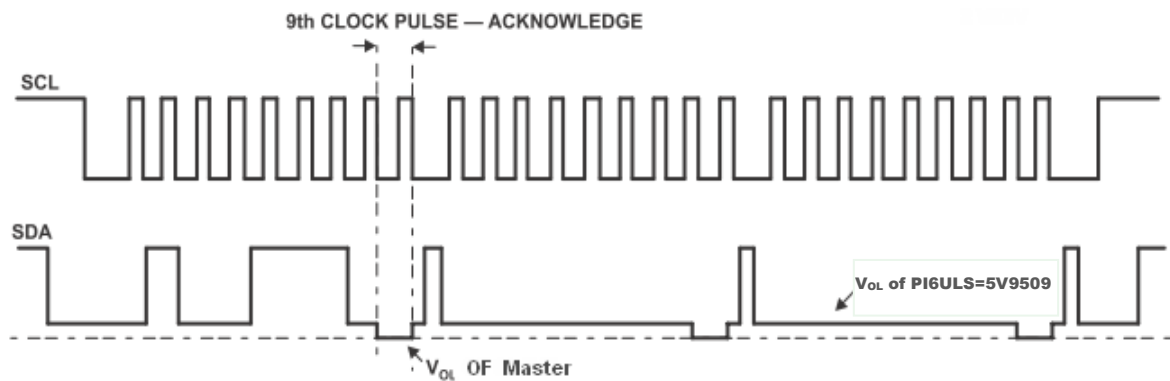 9th CLOCK PULSE — ACKNOWLEDGE
SCL
SDA
VOL of PI6ULS=5V9509
VOL OF Master